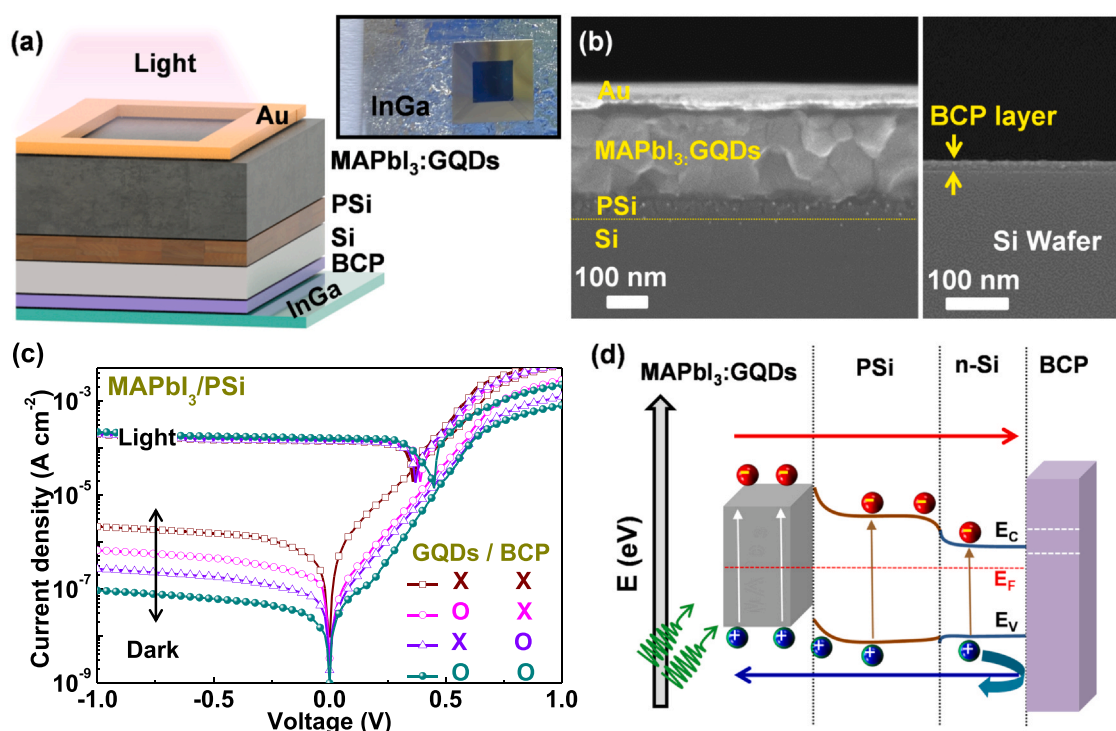 (a)
Light
Au
InGa
MAPbI₃:GQDs
PSi
Si
BCP
InGa
(b)
Au
MAPbI₃:GQDs
PSi
Si
100 nm
BCP layer
Si Wafer
100 nm
(c)
MAPbI₃/PSi
Light
Dark
GQDs / BCP
X X
O X
X O
O O
10⁻³
10⁻⁵
10⁻⁷
10⁻⁹
Current density (A cm⁻²)
-1.0 -0.5 0.0 0.5 1.0
Voltage (V)
(d)
MAPbI₃:GQDs
PSi
n-Si
BCP
E (eV)
E_C
E_F
E_V